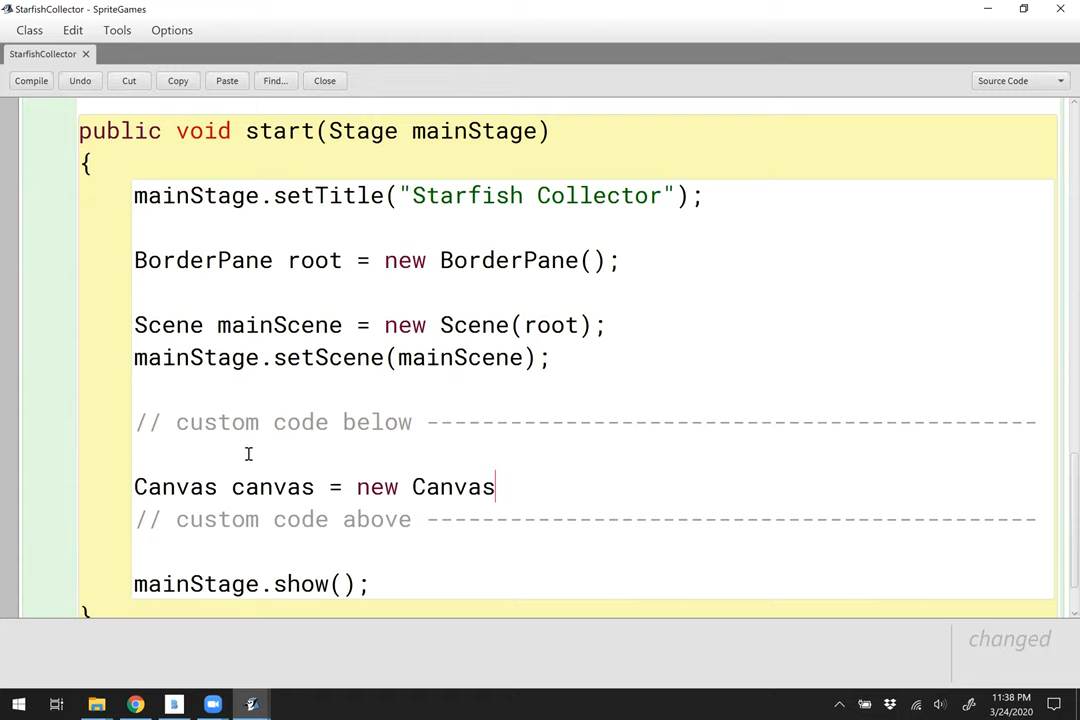 StarfishCollector - SpriteGames
Class Edit Tools Options
StarfishCollector ×
Compile Undo Cut Copy Paste Find... Close Source Code
public void start(Stage mainStage)
{
mainStage.setTitle("Starfish Collector");
BorderPane root = new BorderPane();
Scene mainScene = new Scene(root);
mainStage.setScene(mainScene);
// custom code below --------------------------------------------
Canvas canvas = new Canvas
// custom code above --------------------------------------------
mainStage.show();
}
changed
11:38 PM
3/24/2020